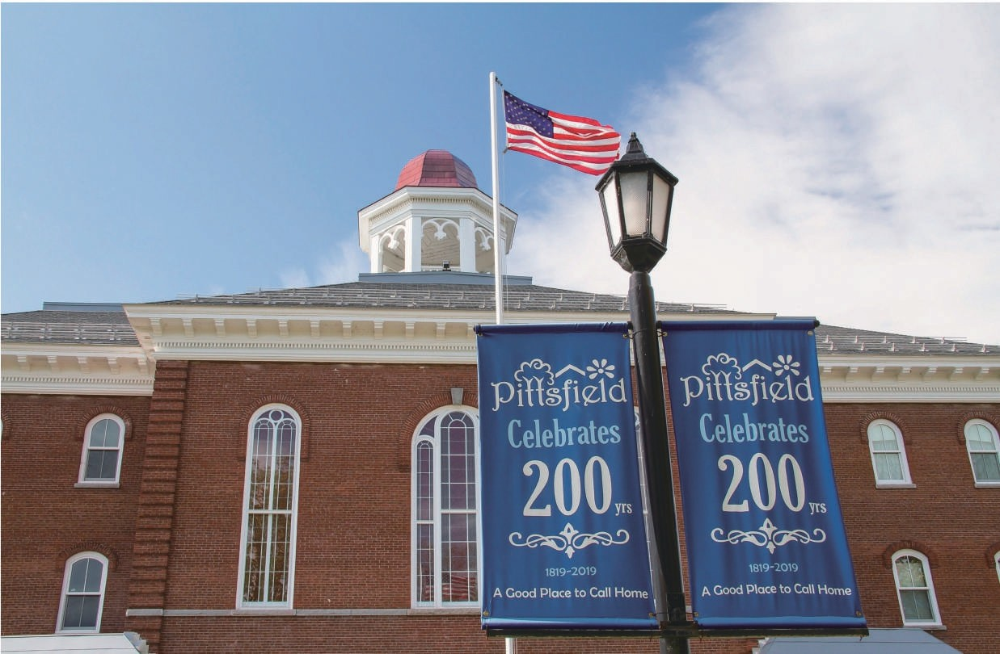 Pittsfield
Celebrates
200 yrs
1819-2019
A Good Place to Call Home
Pittsfield
Celebrates
200 yrs
1819-2019
A Good Place to Call Home